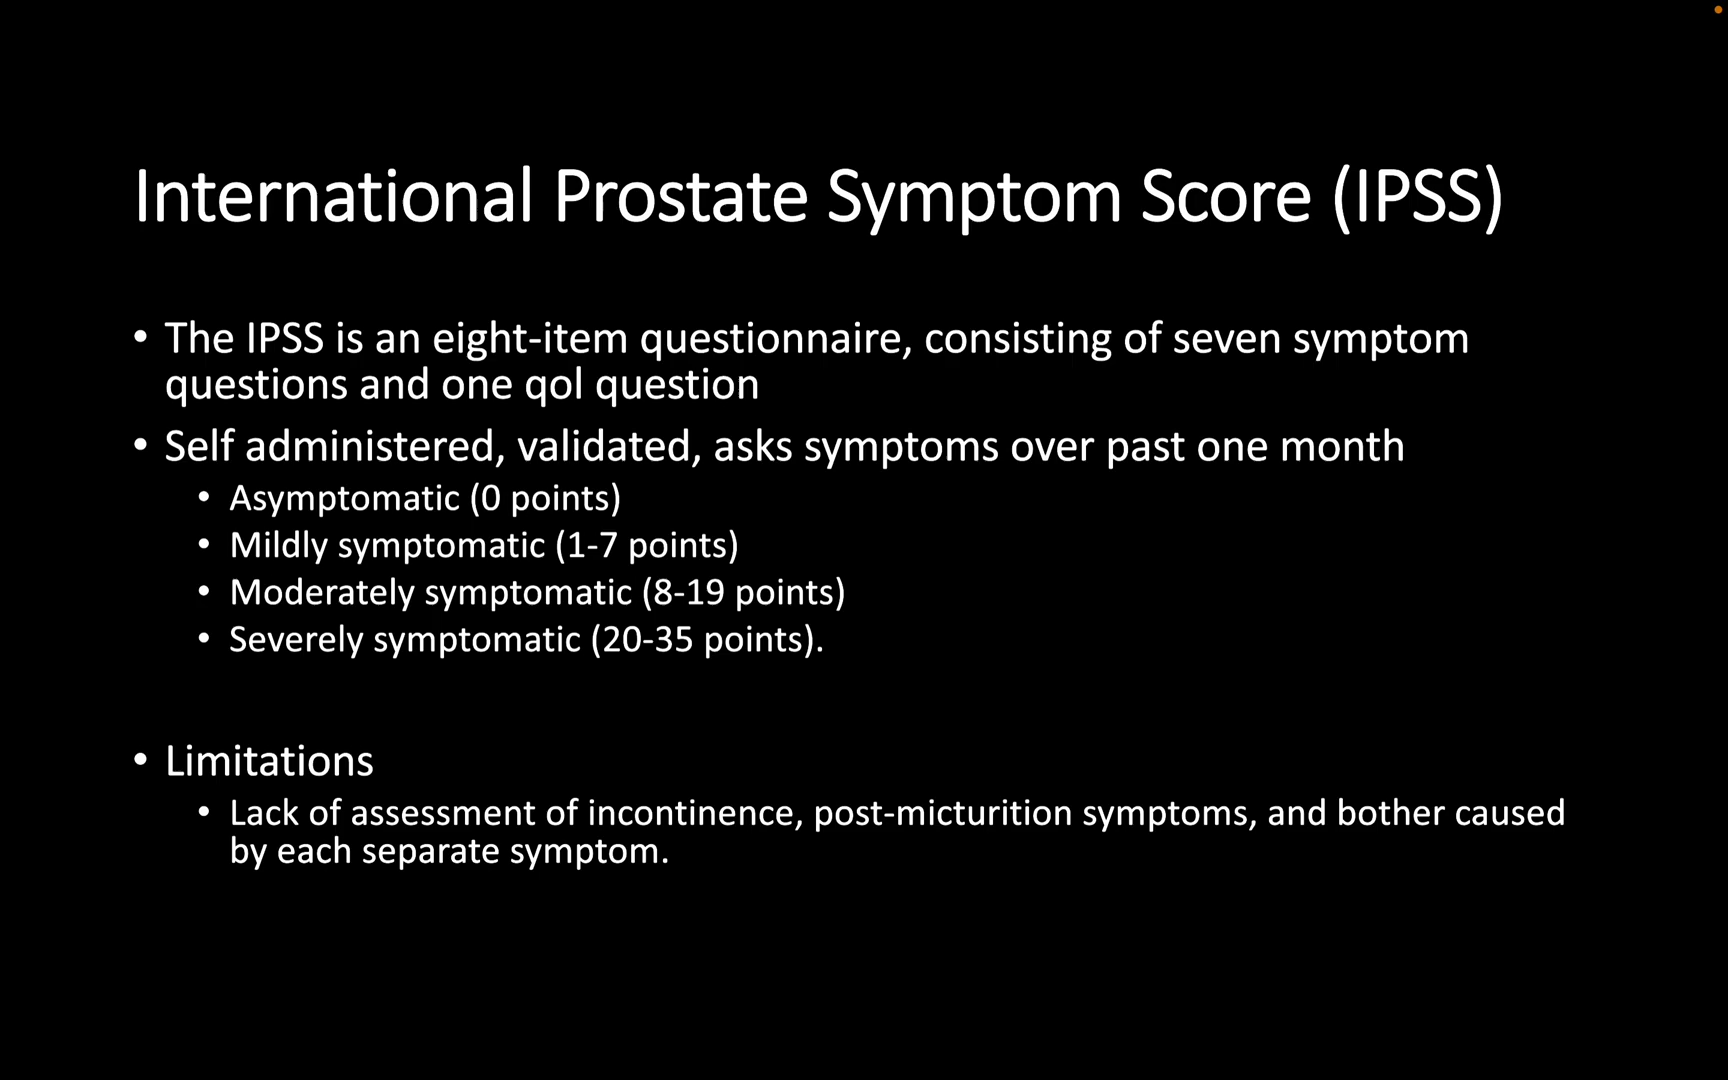 International Prostate Symptom Score (IPSS)
• The IPSS is an eight-item questionnaire, consisting of seven symptom
questions and one qol question
• Self administered, validated, asks symptoms over past one month
• Asymptomatic (0 points)
• Mildly symptomatic (1-7 points)
• Moderately symptomatic (8-19 points)
• Severely symptomatic (20-35 points).
• Limitations
• Lack of assessment of incontinence, post-micturition symptoms, and bother caused
by each separate symptom.